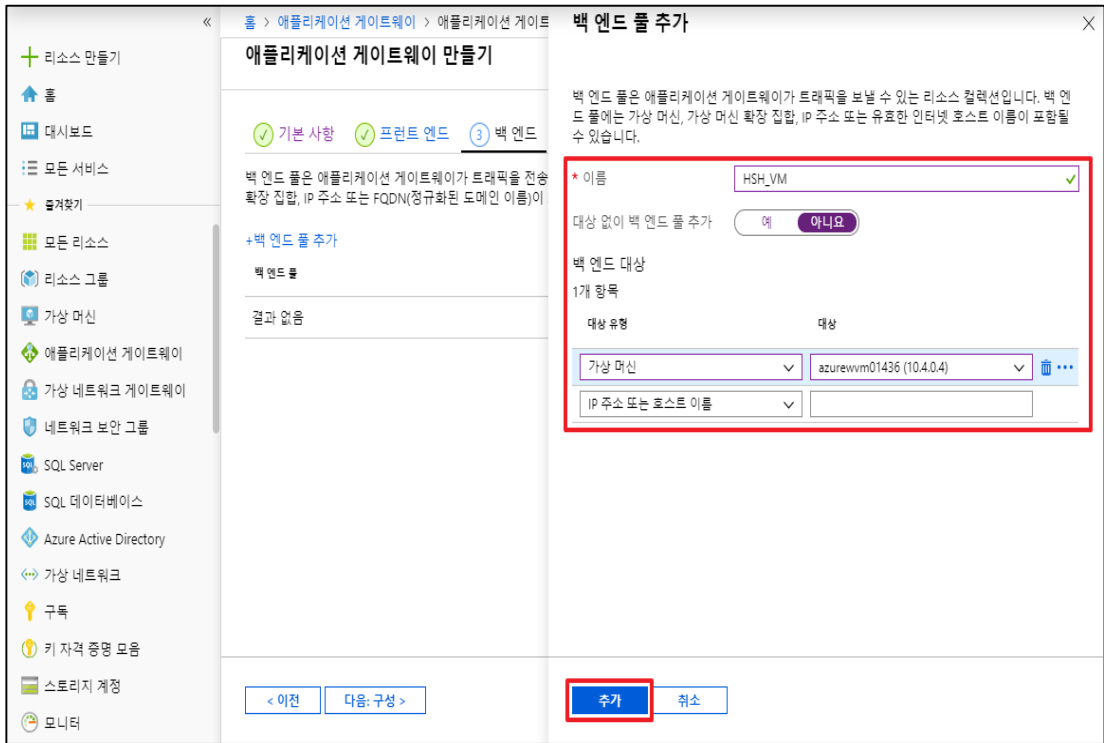 «
리소스 만들기
홈
대시보드
모든 서비스
즐겨찾기
모든 리소스
리소스 그룹
가상 머신
애플리케이션 게이트웨이
가상 네트워크 게이트웨이
네트워크 보안 그룹
SQL Server
SQL 데이터베이스
Azure Active Directory
가상 네트워크
구독
키 자격 증명 모음
스토리지 계정
모니터
홈 > 애플리케이션 게이트웨이 > 애플리케이션 게이트
애플리케이션 게이트웨이 만들기
기본 사항 프런트 엔드 3 백 엔드
백 엔드 풀은 애플리케이션 게이트웨이가 트래픽을 전송
확장 집합, IP 주소 또는 FQDN(정규화된 도메인 이름)이
+백 엔드 풀 추가
백 엔드 풀
결과 없음
< 이전 다음: 구성 >
백 엔드 풀 추가
백 엔드 풀은 애플리케이션 게이트웨이가 트래픽을 보낼 수 있는 리소스 컬렉션입니다. 백 엔
드 풀에는 가상 머신, 가상 머신 확장 집합, IP 주소 또는 유효한 인터넷 호스트 이름이 포함될
수 있습니다.
* 이름 HSH_VM
대상 없이 백 엔드 풀 추가 예 아니요
백 엔드 대상
1개 항목
대상 유형 대상
가상 머신 azurewvm01436 (10.4.0.4)
IP 주소 또는 호스트 이름
추가 취소